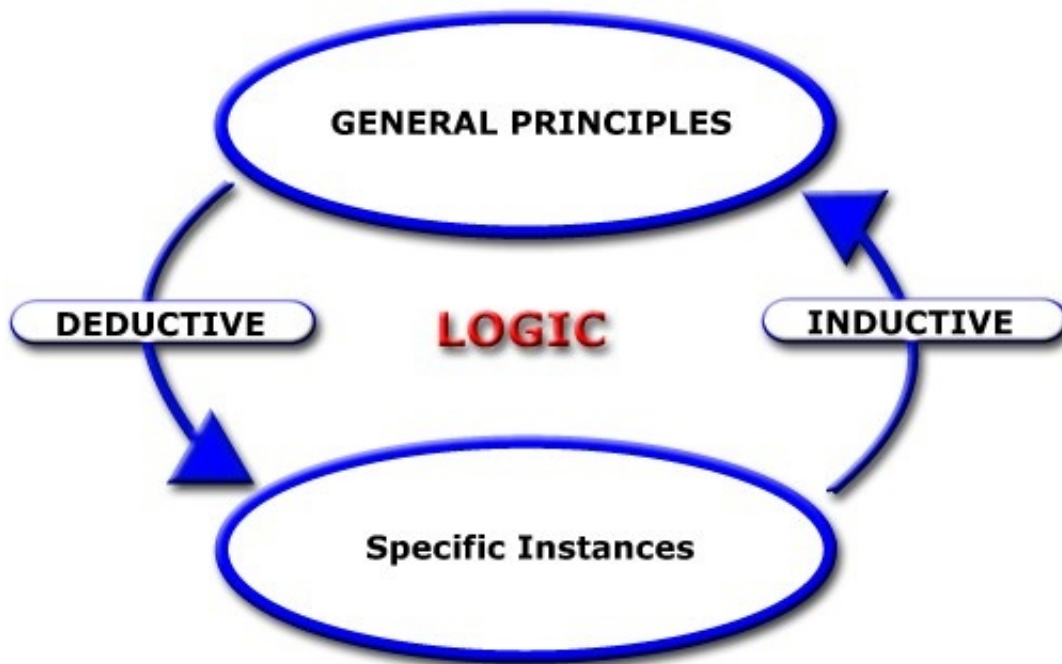 GENERAL PRINCIPLES
DEDUCTIVE
LOGIC
INDUCTIVE
Specific Instances